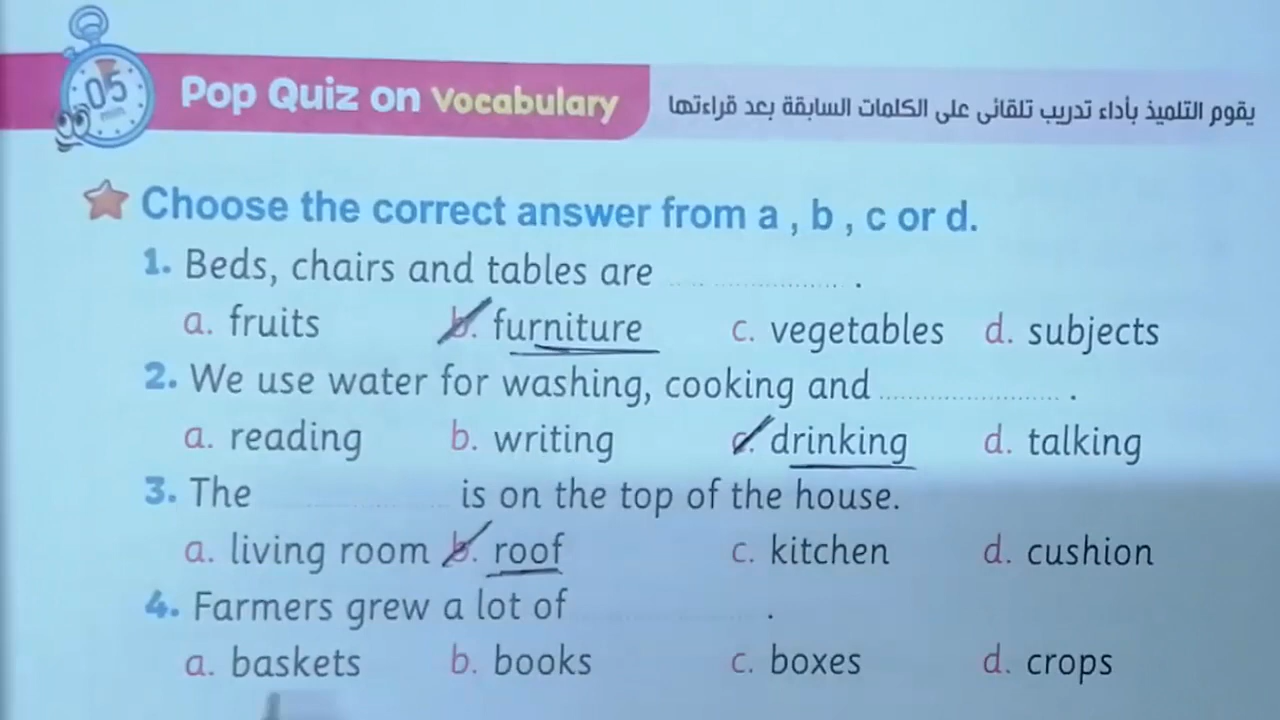 05
min
Pop Quiz on Vocabulary
يقوم التلميذ بأداء تدريب تلقائى على الكلمات السابقة بعد قراءتها
Choose the correct answer from a , b , c or d.
1. Beds, chairs and tables are .................... .
a. fruits b. furniture c. vegetables d. subjects
2. We use water for washing, cooking and .................... .
a. reading b. writing c. drinking d. talking
3. The .................... is on the top of the house.
a. living room b. roof c. kitchen d. cushion
4. Farmers grew a lot of .................... .
a. baskets b. books c. boxes d. crops